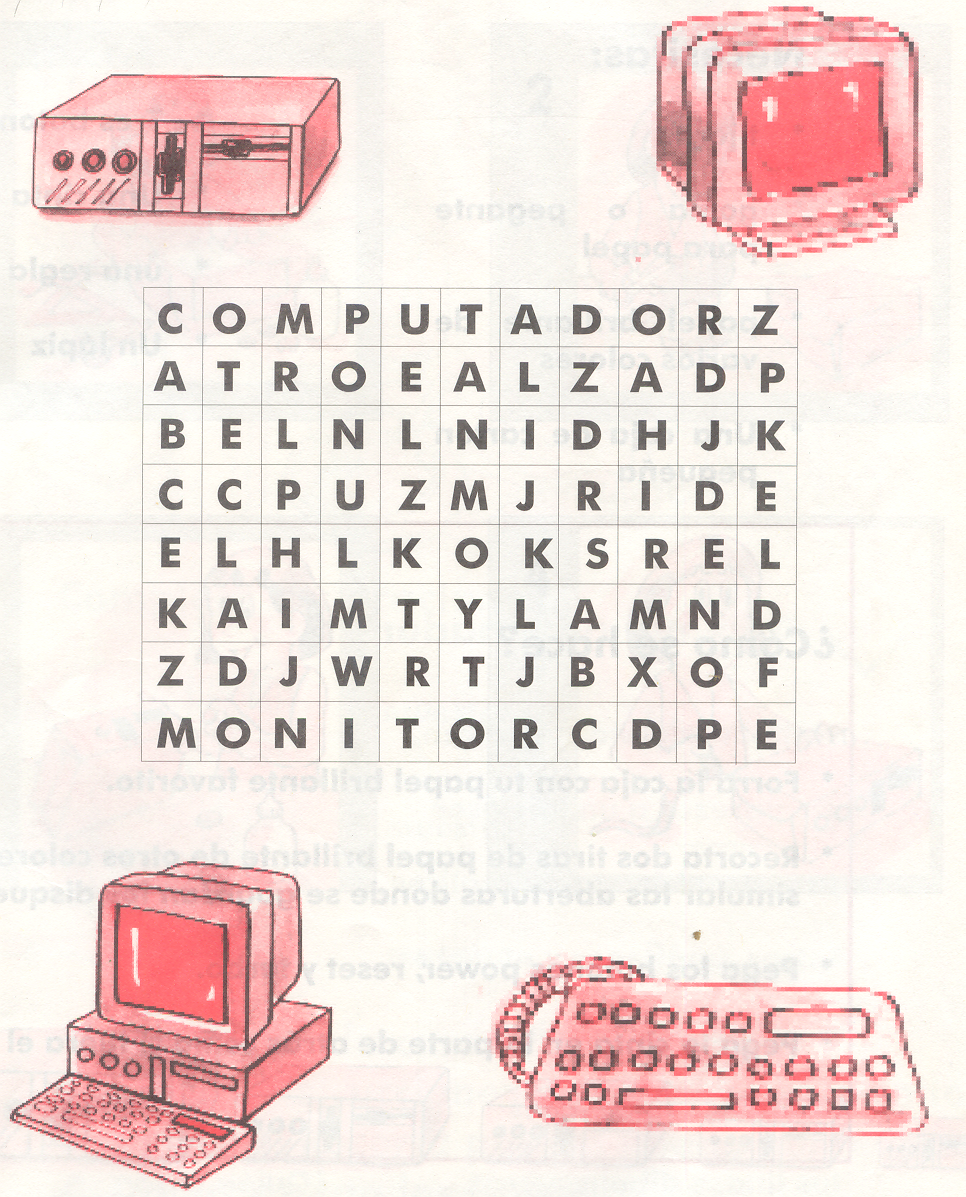 C O M P U T A D O R Z
A T R O E A L Z A D P
B E L N L N I D H J K
C C P U Z M J R I D E
E L H L K O K S R E L
K A I M T Y L A M N D
Z D J W R T J B X O F
M O N I T O R C D P E